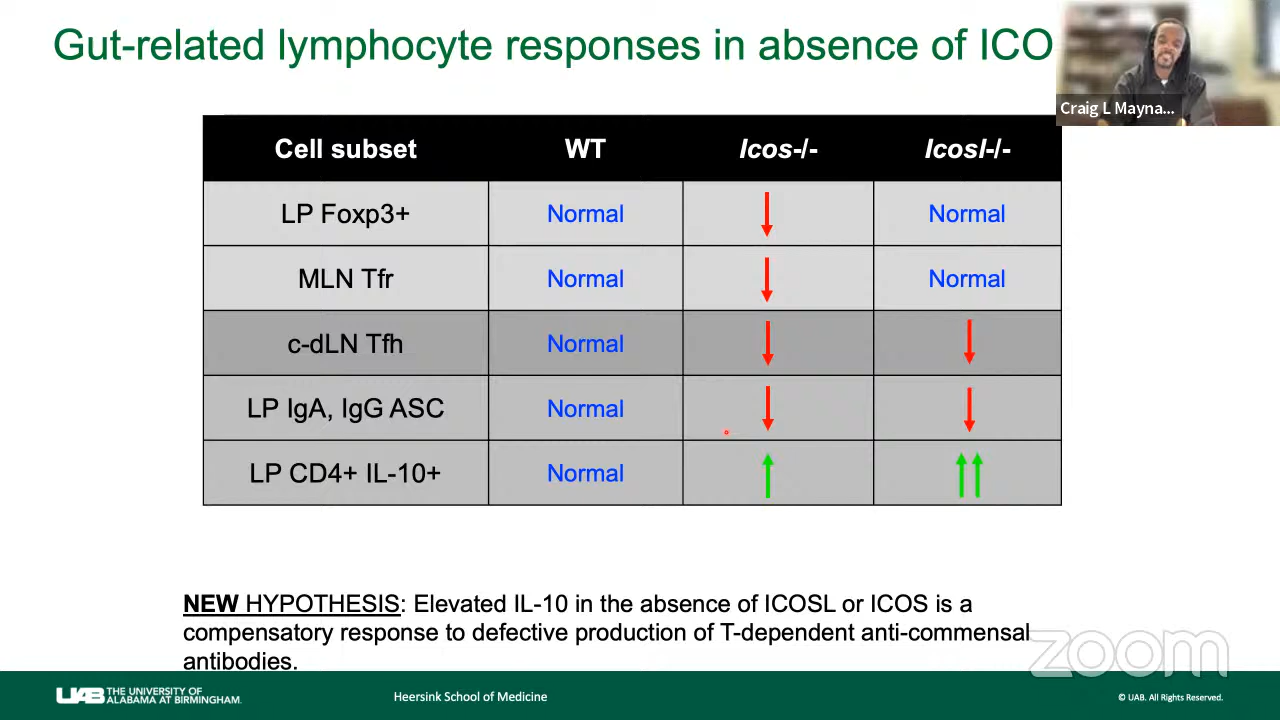 Gut-related lymphocyte responses in absence of ICO
Craig L Mayna...
Cell subset WT Icos-/- Icosl-/-
LP Foxp3+ Normal Normal
MLN Tfr Normal Normal
c-dLN Tfh Normal
LP IgA, IgG ASC Normal
LP CD4+ IL-10+ Normal
NEW HYPOTHESIS: Elevated IL-10 in the absence of ICOSL or ICOS is a
compensatory response to defective production of T-dependent anti-commensal
antibodies.
zoom
UAB THE UNIVERSITY OF
ALABAMA AT BIRMINGHAM.
Heersink School of Medicine
© UAB. All Rights Reserved.